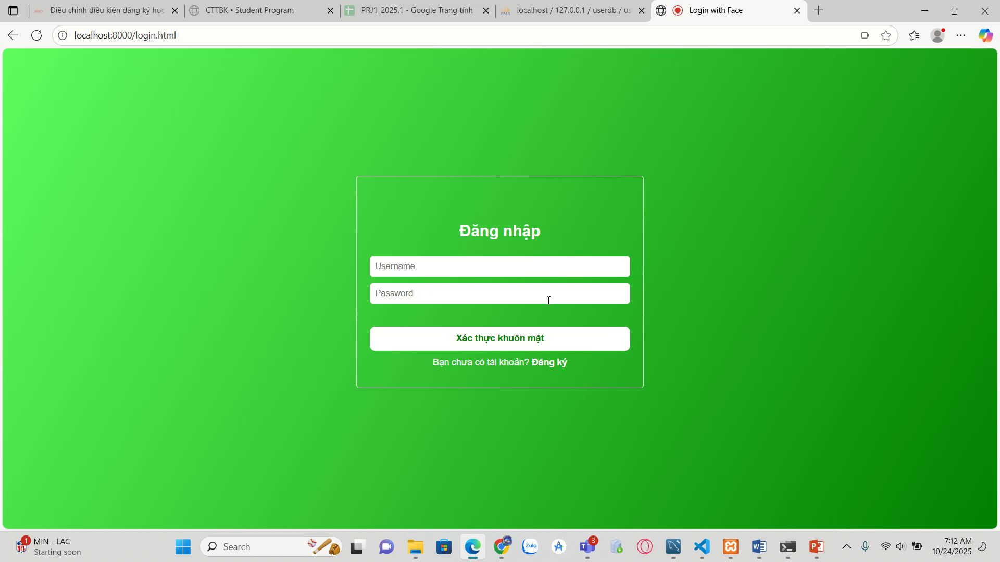 Điều chỉnh điều kiện đăng ký học
CTTBK • Student Program
PRJ1_2025.1 - Google Trang tính
localhost / 127.0.0.1 / userdb / us
Login with Face
localhost:8000/login.html
Đăng nhập
Username
Password
Xác thực khuôn mặt
Bạn chưa có tài khoản? Đăng ký
1
MIN - LAC
Starting soon
Search
Zalo
3
7:12 AM
10/24/2025